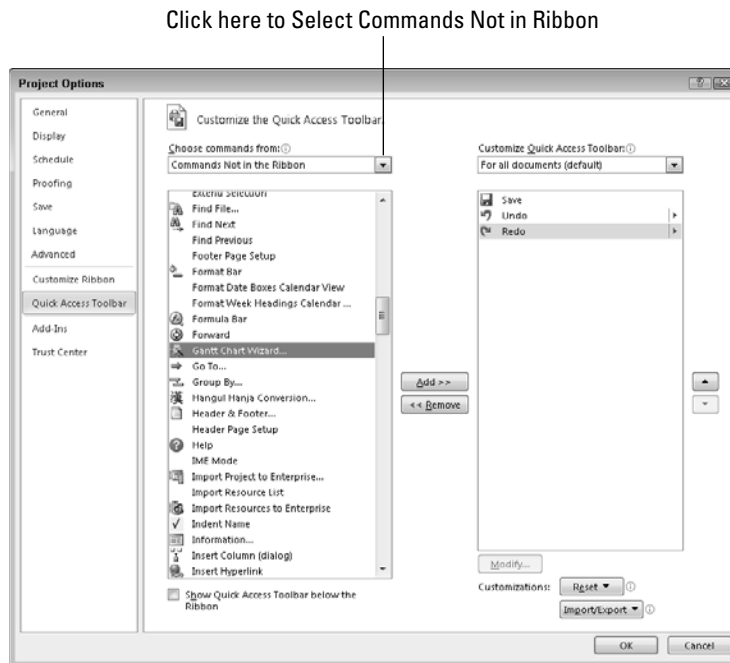 Click here to Select Commands Not in Ribbon
Project Options
General
Display
Schedule
Proofing
Save
Language
Advanced
Customize Ribbon
Quick Access Toolbar
Add-Ins
Trust Center
Customize the Quick Access Toolbar.
Choose commands from:
Commands Not in the Ribbon
Extend Selection
Find File...
Find Next
Find Previous
Footer Page Setup
Format Bar
Format Date Boxes Calendar View
Format Week Headings Calendar ...
Formula Bar
Forward
Gantt Chart Wizard...
Go To...
Group By...
Hangul Hanja Conversion...
Header & Footer...
Header Page Setup
Help
IME Mode
Import Project to Enterprise...
Import Resource List
Import Resources to Enterprise
Indent Name
Information...
Insert Column (dialog)
Insert Hyperlink
Show Quick Access Toolbar below the
Ribbon
Add >>
<< Remove
Customize Quick Access Toolbar:
For all documents (default)
Save
Undo
Redo
Modify...
Customizations:
Reset
Import/Export
OK
Cancel